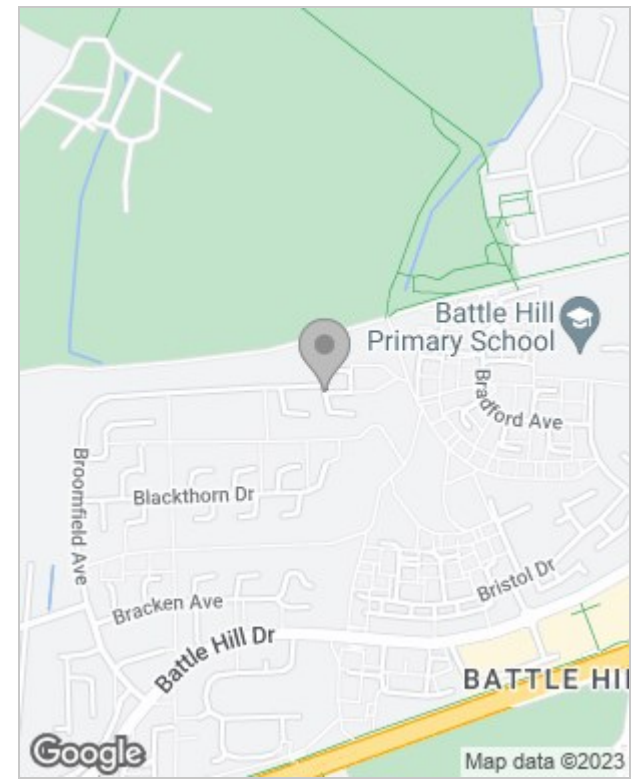 Battle Hill
Primary School
Bradford Ave
Broomfield Ave
Blackthorn Dr
Bristol Dr
Bracken Ave
Battle Hill Dr
BATTLE HI
Google
Map data ©2023